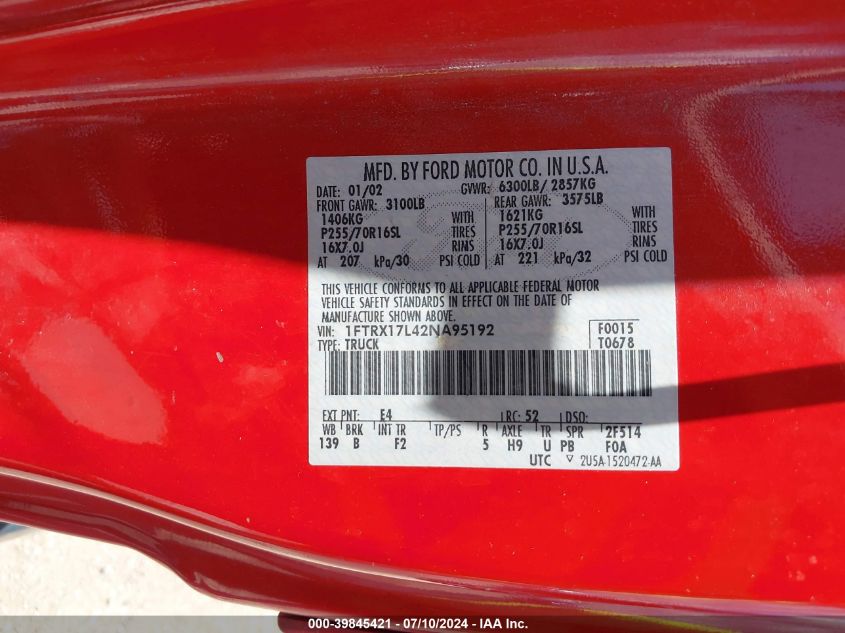 MFD. BY FORD MOTOR CO. IN U.S.A.
DATE: 01/02 GVWR: 6300LB/ 2857KG
FRONT GAWR: 3100LB REAR GAWR: 3575LB
1406KG WITH 1621KG WITH
P255/70R16SL TIRES P255/70R16SL TIRES
16X7.0J RIMS 16X7.0J RIMS
AT 207 kPa/30 PSI COLD AT 221 kPa/32 PSI COLD
THIS VEHICLE CONFORMS TO ALL APPLICABLE FEDERAL MOTOR
VEHICLE SAFETY STANDARDS IN EFFECT ON THE DATE OF
MANUFACTURE SHOWN ABOVE.
VIN: 1FTRX17L42NA95192 F0015
TYPE: TRUCK T0678
EXT PNT: E4 RC: 52 DSO:
WB BRK INT TR TP/PS R AXLE TR SPR 2F514
139 B F2 5 H9 U PB F0A
UTC 2U5A-1520472-AA
000-39845421 - 07/10/2024 - IAA Inc.